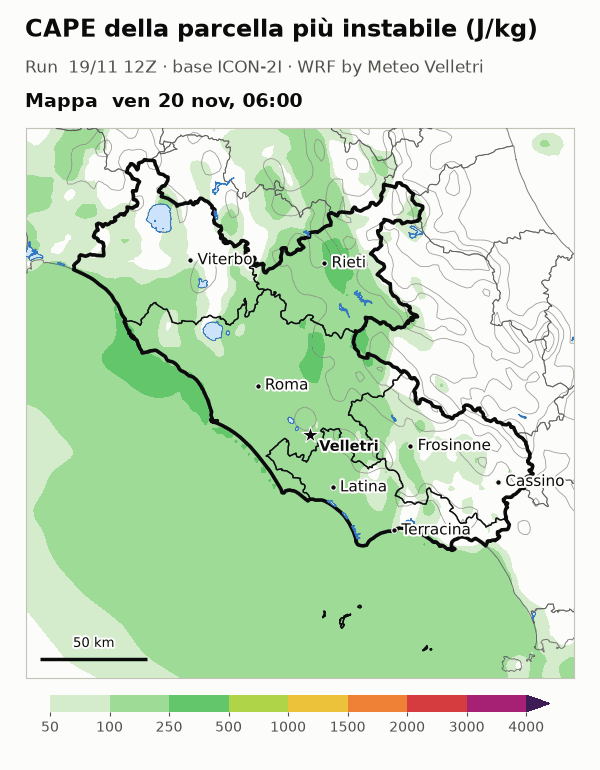 CAPE della parcella più instabile (J/kg)
Run 19/11 12Z · base ICON-2I · WRF by Meteo Velletri
Mappa ven 20 nov, 06:00
Viterbo
Rieti
Roma
Velletri
Frosinone
Latina
Cassino
Terracina
50 km
50 100 250 500 1000 1500 2000 3000 4000